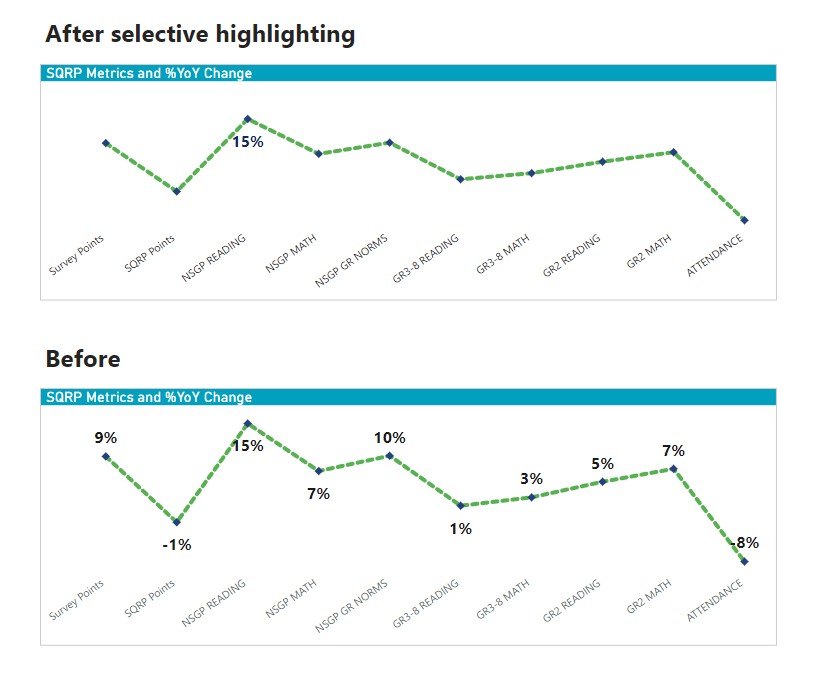 After selective highlighting
SQRP Metrics and %YoY Change
15%
Survey Points
SQRP Points
NSGP READING
NSGP MATH
NSGP GR NORMS
GR3-8 READING
GR3-8 MATH
GR2 READING
GR2 MATH
ATTENDANCE
Before
SQRP Metrics and %YoY Change
9%
-1%
15%
7%
10%
1%
3%
5%
7%
-8%
Survey Points
SQRP Points
NSGP READING
NSGP MATH
NSGP GR NORMS
GR3-8 READING
GR3-8 MATH
GR2 READING
GR2 MATH
ATTENDANCE